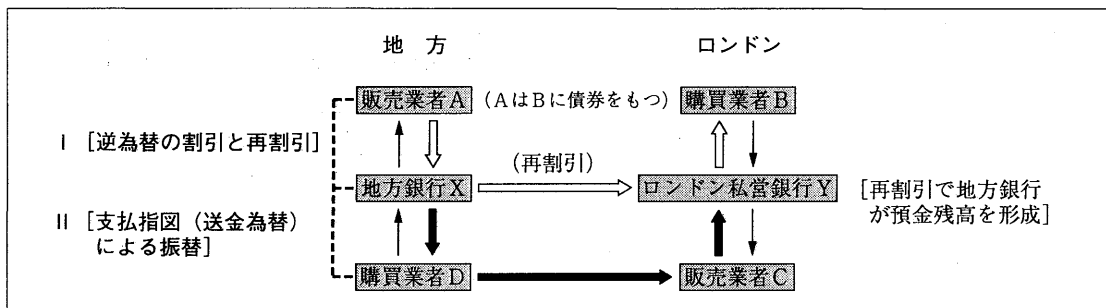 地方 ロンドン
販売業者A (AはBに債券をもつ) 購買業者B
I [逆為替の割引と再割引]
(再割引)
地方銀行X ロンドン私営銀行Y [再割引で地方銀行
が預金残高を形成]
II [支払指図(送金為替)
による振替]
購買業者D 販売業者C